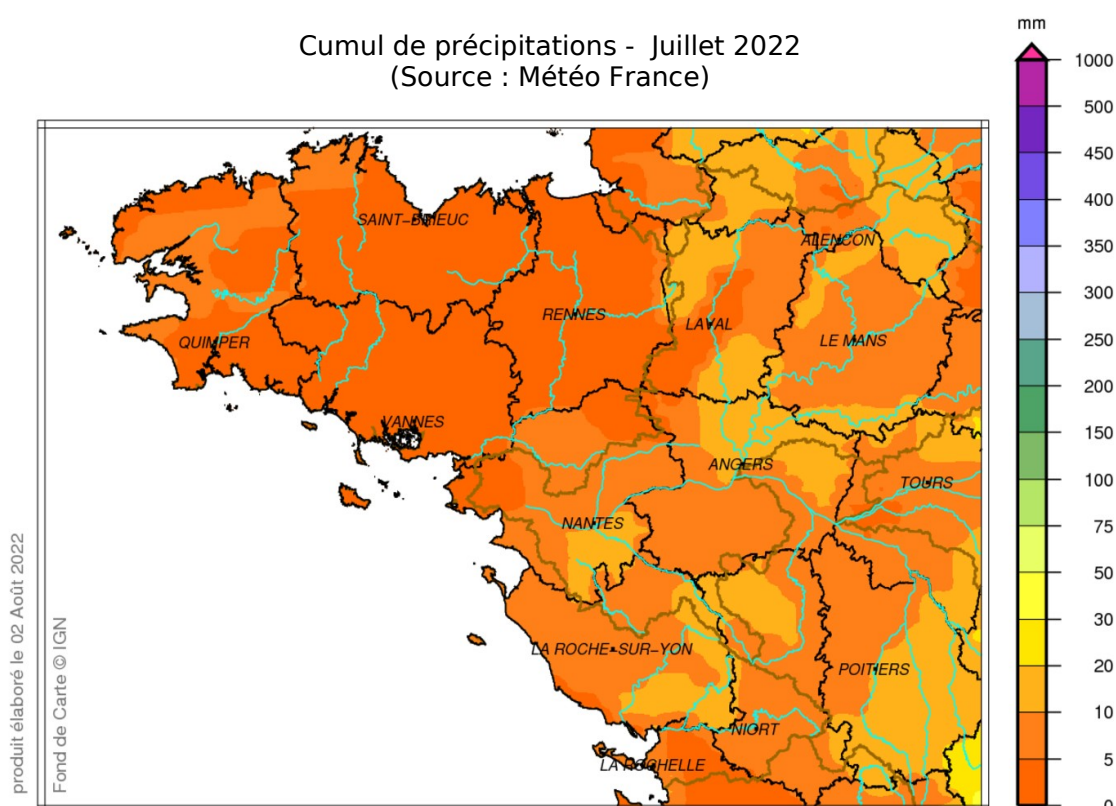 Cumul de précipitations - Juillet 2022
(Source : Météo France)
mm
1000
500
450
400
350
300
250
200
150
100
75
50
30
20
10
5
0
SAINT-BRIEUC
ALENCON
RENNES
LAVAL
LE MANS
QUIMPER
VANNES
ANGERS
TOURS
NANTES
LA ROCHE-SUR-YON
POITIERS
NIORT
LA ROCHELLE
produit élaboré le 02 Août 2022
Fond de Carte © IGN